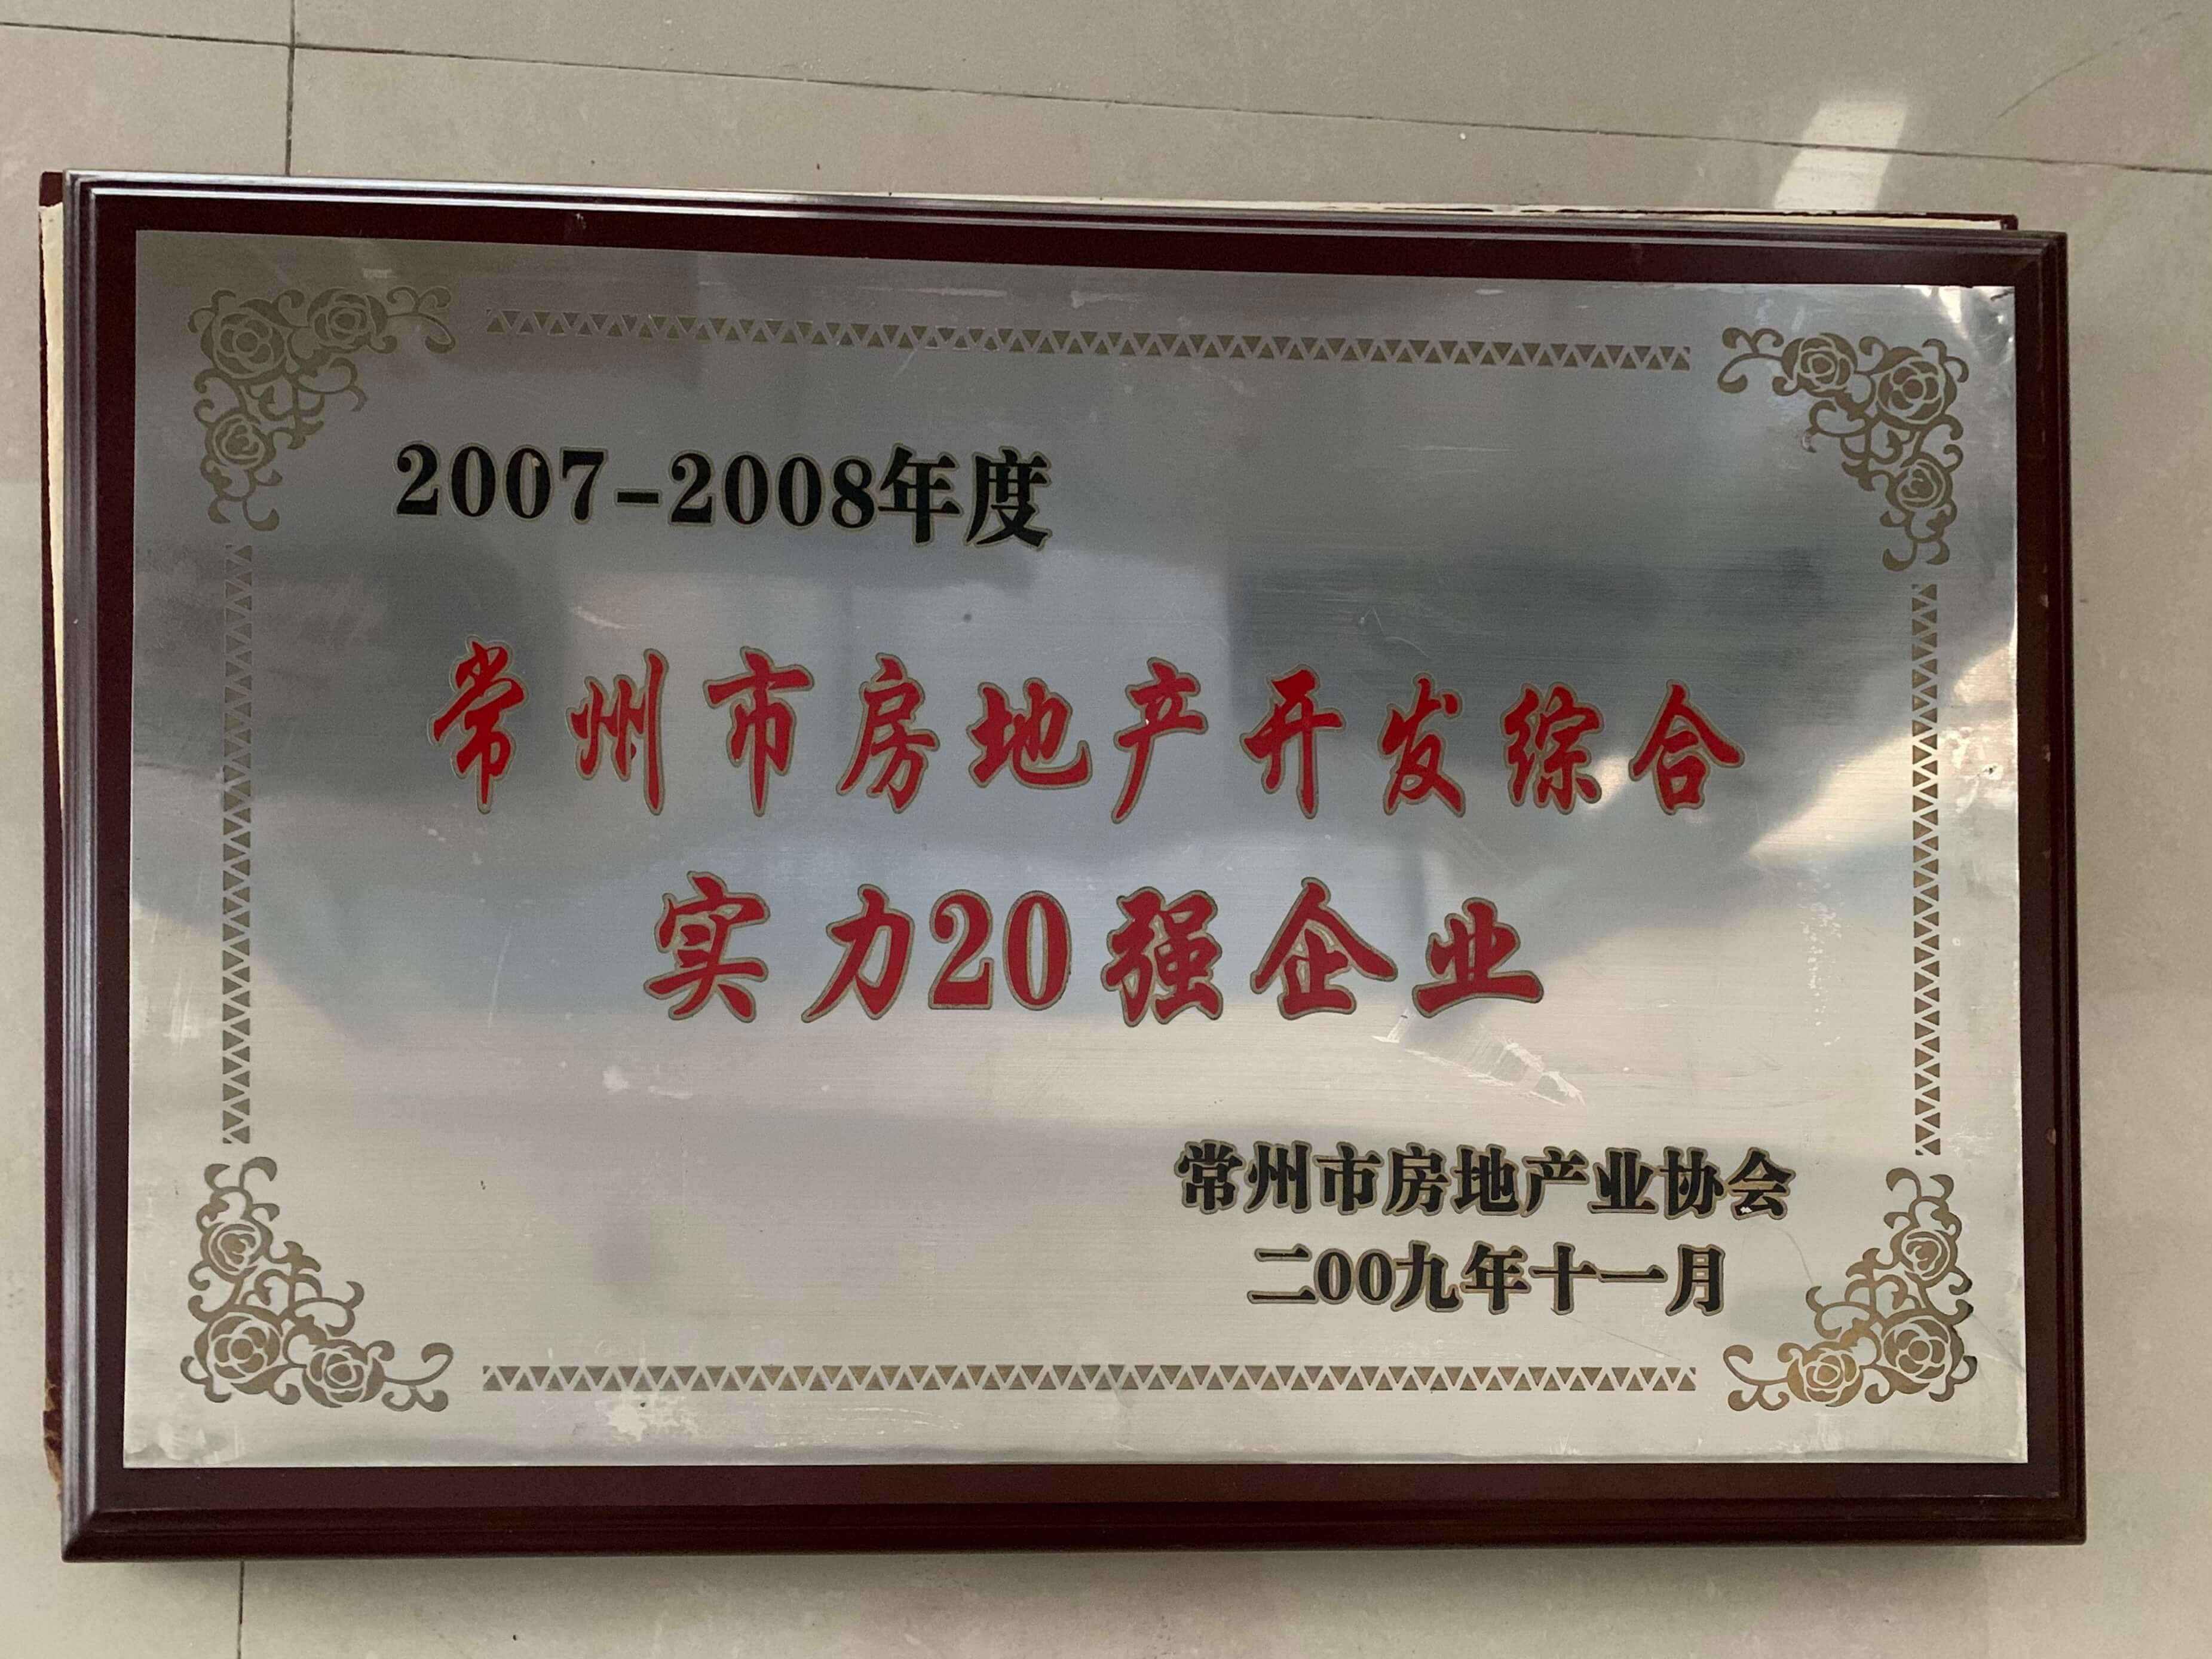 2007-2008年度
常州市房地产开发综合
实力20强企业
常州市房地产业协会
二00九年十一月